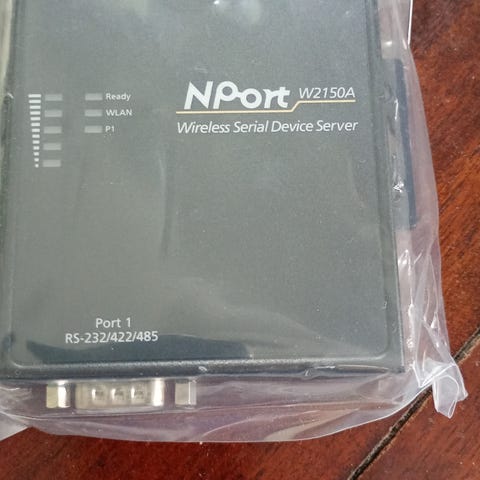 Ready
WLAN
P1
NPort W2150A
Wireless Serial Device Server
Port 1
RS-232/422/485